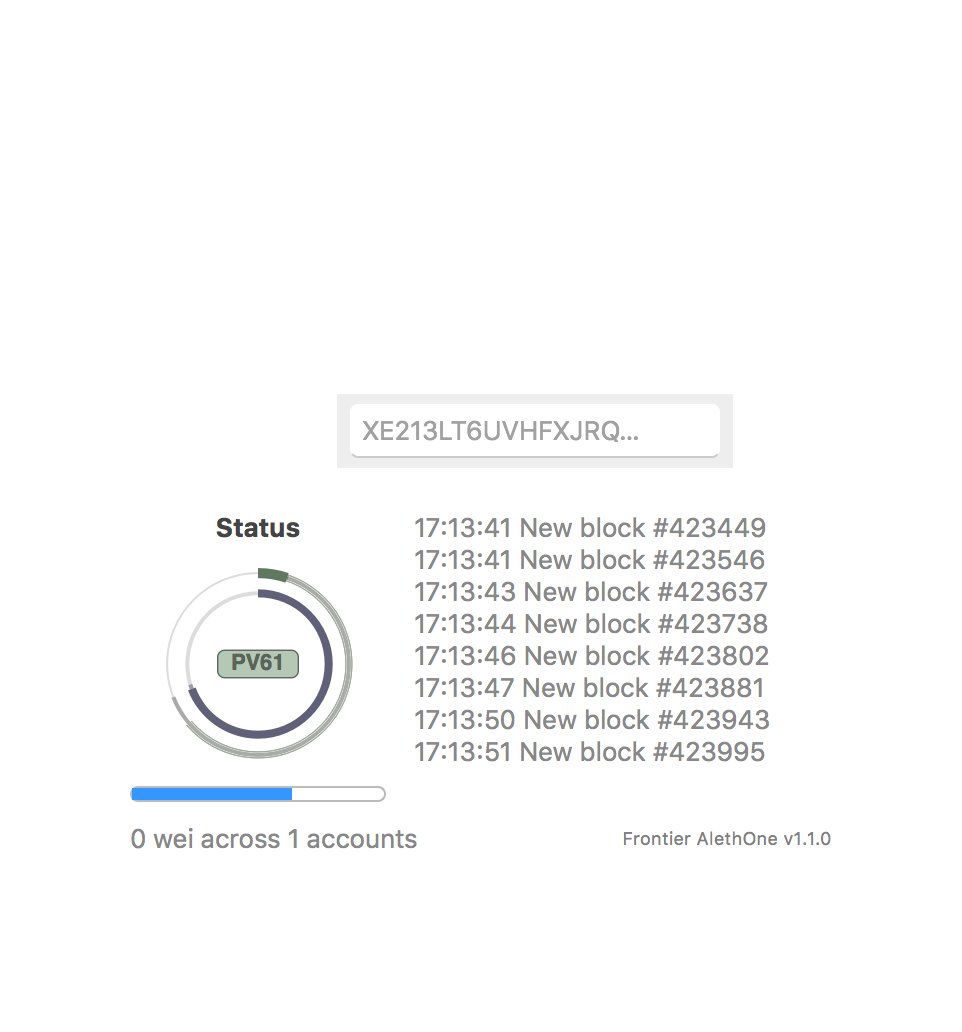 XE213LT6UVHFXJRQ...
Status
PV61
17:13:41 New block #423449
17:13:41 New block #423546
17:13:43 New block #423637
17:13:44 New block #423738
17:13:46 New block #423802
17:13:47 New block #423881
17:13:50 New block #423943
17:13:51 New block #423995
0 wei across 1 accounts
Frontier AlethOne v1.1.0